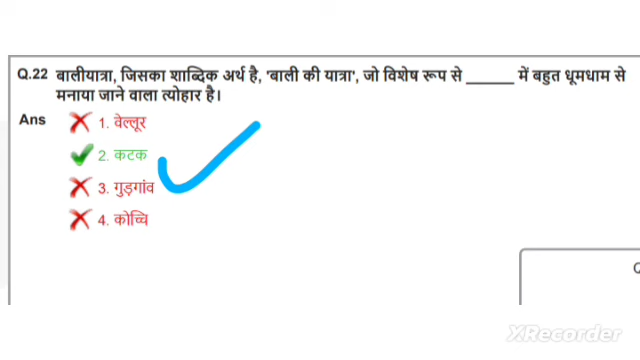 Q.22 बालीयात्रा, जिसका शाब्दिक अर्थ है, 'बाली की यात्रा', जो विशेष रूप से ______ में बहुत धूमधाम से
मनाया जाने वाला त्योहार है।
Ans 1. वेल्लूर
2. कटक
3. गुड़गांव
4. कोच्चि
XRecorder